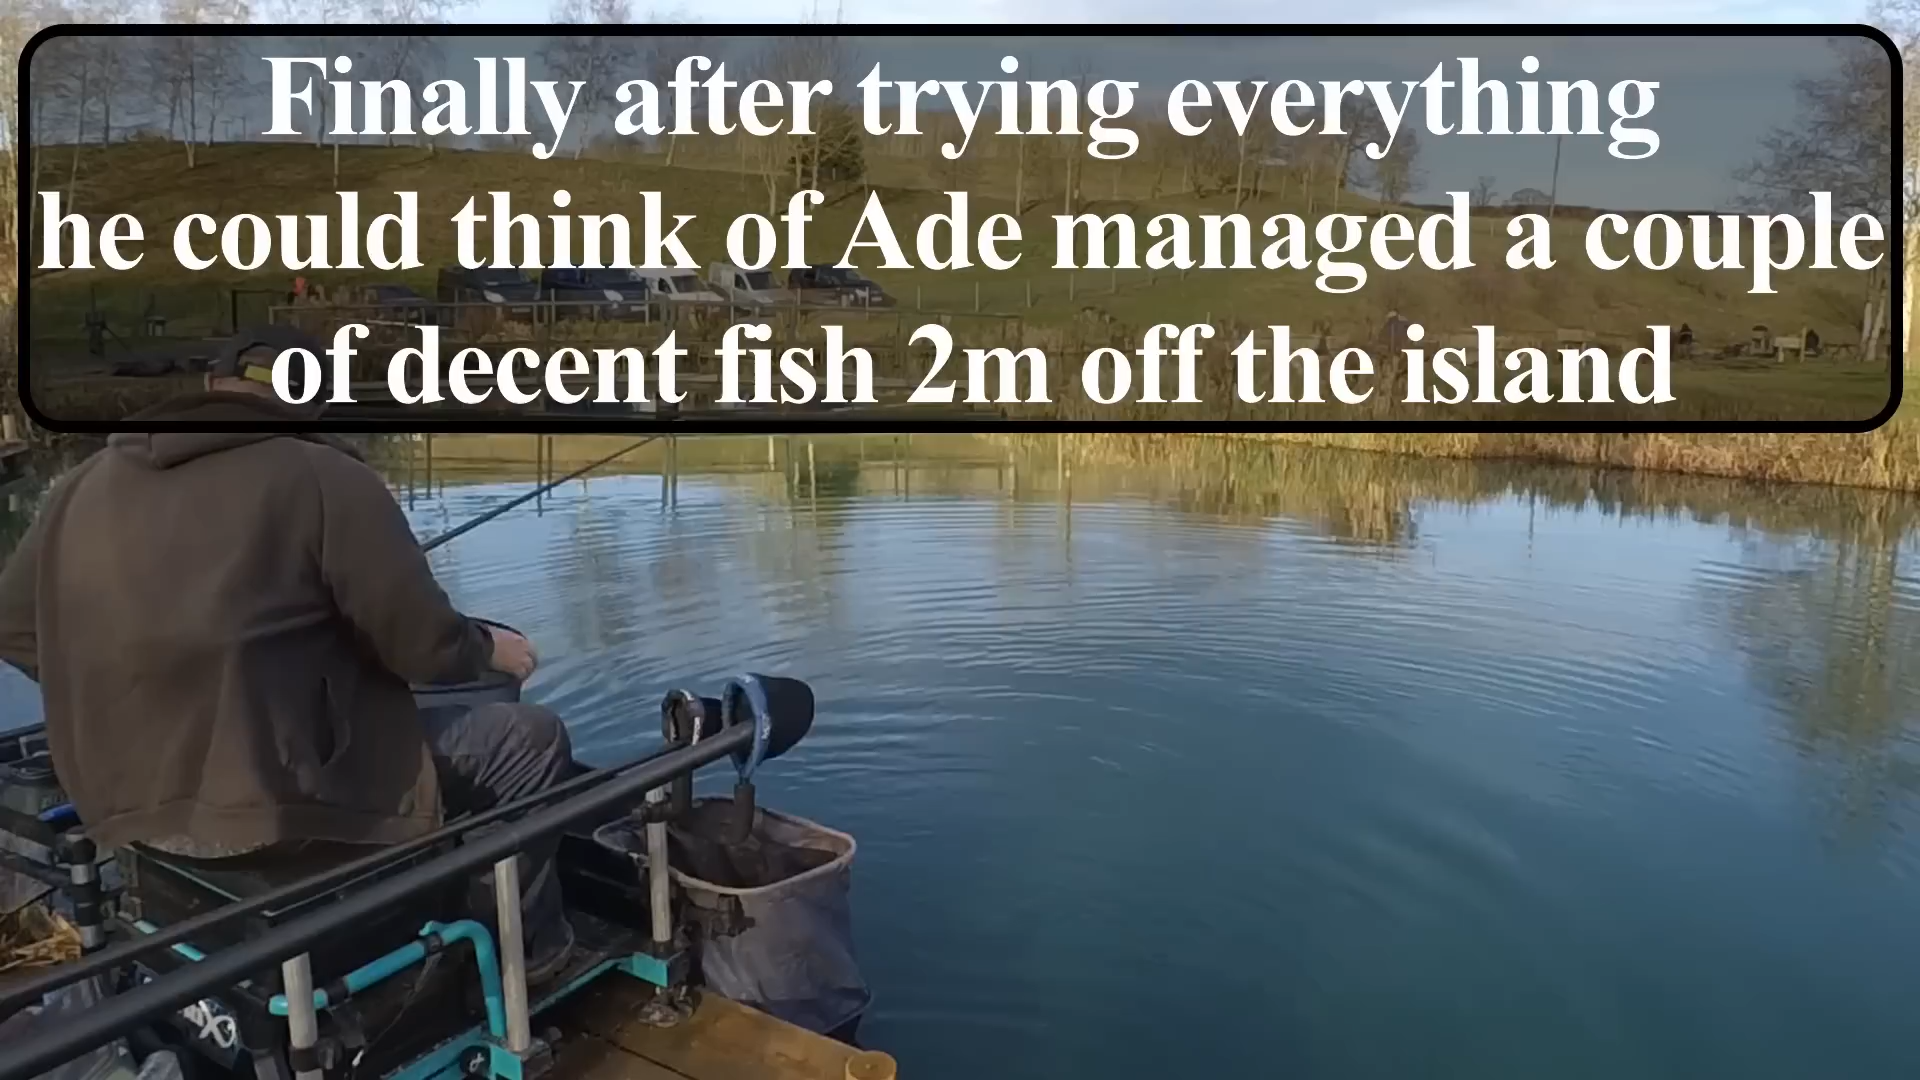 Finally after trying everything
he could think of Ade managed a couple
of decent fish 2m off the island